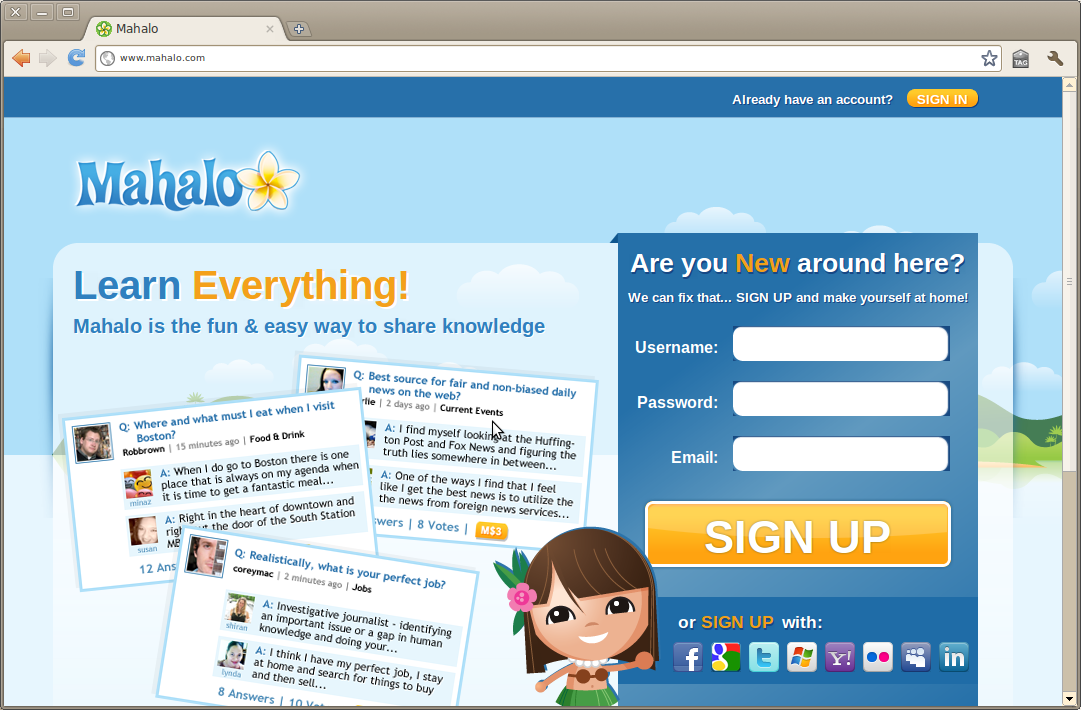 Mahalo
www.mahalo.com
TAG
Already have an account? SIGN IN
Mahalo
Learn Everything!
Mahalo is the fun & easy way to share knowledge
Q: Best source for fair and non-biased daily
news on the web?
rlie | 2 days ago | Current Events
A: I find myself looking at the Huffing-
ton Post and Fox News and figuring the
truth lies somewhere in between...
A: One of the ways I find that I feel
like I get the best news is to utilize the
the news from foreign news services...
swers | 8 Votes | M$3
Q: Where and what must I eat when I visit
Boston?
Robbrown | 15 minutes ago | Food & Drink
A: When I do go to Boston there is one
place that is always on my agenda when
it is time to get a fantastic meal...
minaz
A: Right in the heart of downtown and
right out the door of the South Station
MB
susan
12 Ans
Q: Realistically, what is your perfect job?
coreymac | 2 minutes ago | Jobs
A: Investigative journalist - identifying
an important issue or a gap in human
knowledge and doing your...
shiran
A: I think I have my perfect job, I stay
at home and search for things to buy
and then sell...
lynda
8 Answers | 10 Vot
Are you New around here?
We can fix that... SIGN UP and make yourself at home!
Username:
Password:
Email:
SIGN UP
or SIGN UP with:
f
g
t
Y!
in